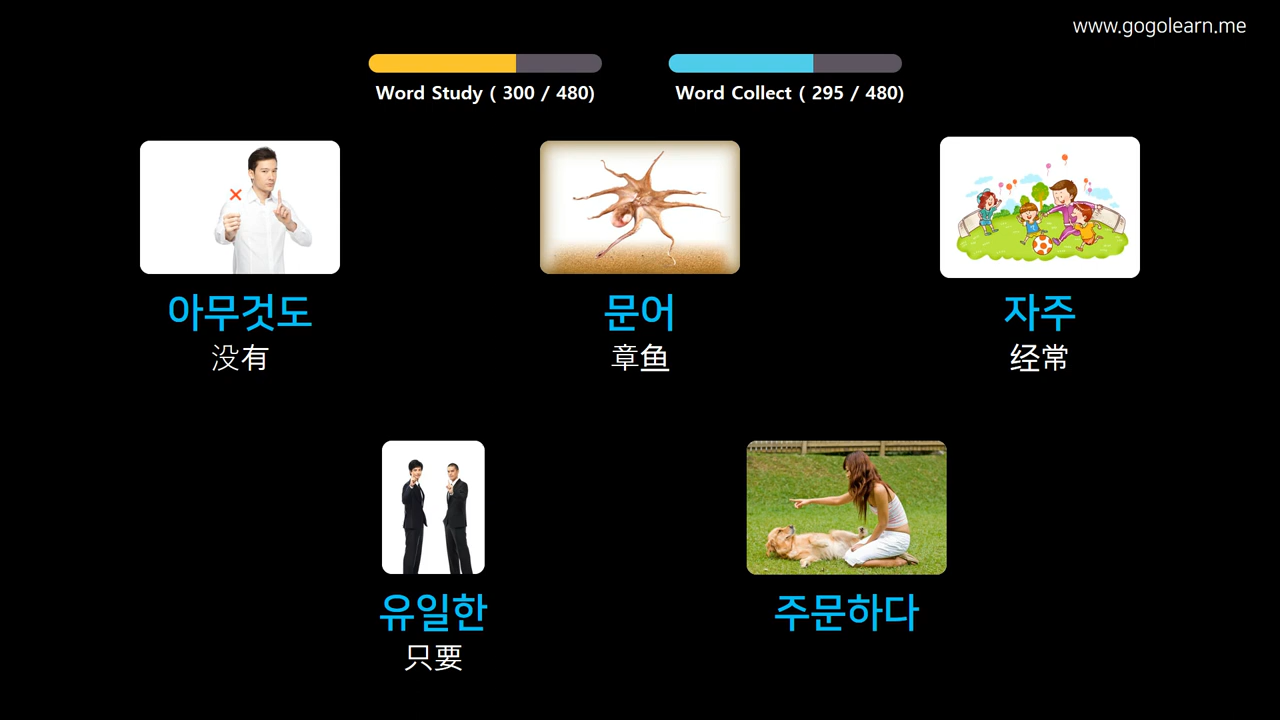 www.gogolearn.me
Word Study ( 300 / 480)
Word Collect ( 295 / 480)
아무것도
没有
문어
章鱼
자주
经常
유일한
只要
주문하다